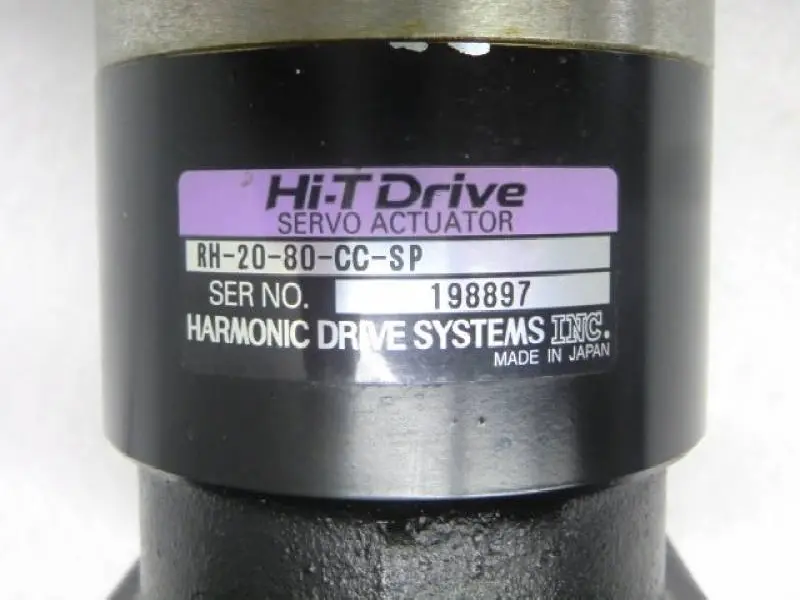 Hi-T Drive
SERVO ACTUATOR
RH-20-80-CC-SP
SER NO. 198897
HARMONIC DRIVE SYSTEMS INC.
MADE IN JAPAN